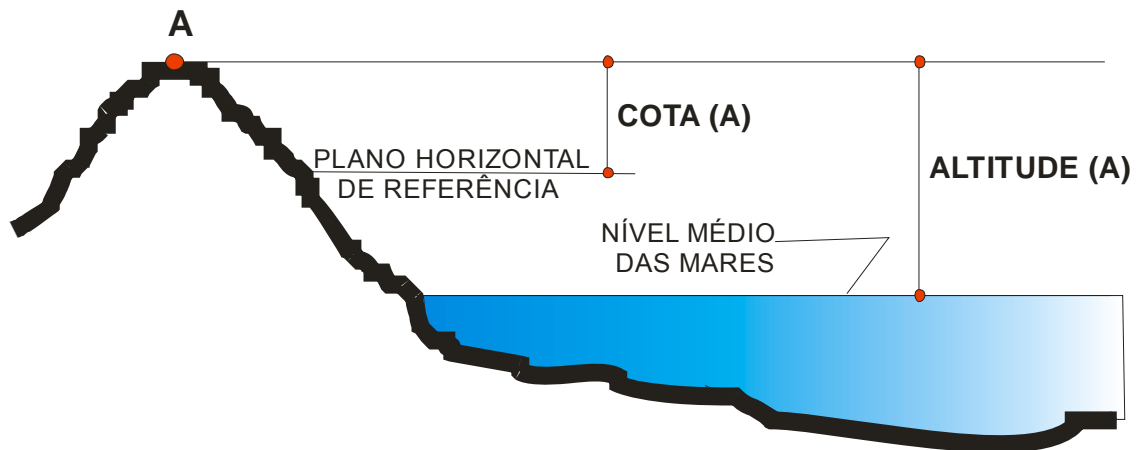 A
COTA (A)
PLANO HORIZONTAL
DE REFERÊNCIA
ALTITUDE (A)
NÍVEL MÉDIO
DAS MARES